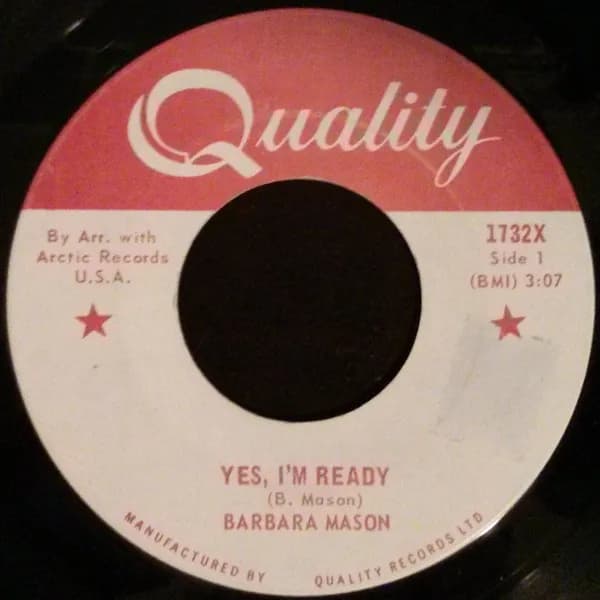 Quality
By Arr. with
Arctic Records
U.S.A.
1732X
Side 1
(BMI) 3:07
YES, I'M READY
(B. Mason)
BARBARA MASON
MANUFACTURED BY QUALITY RECORDS LTD